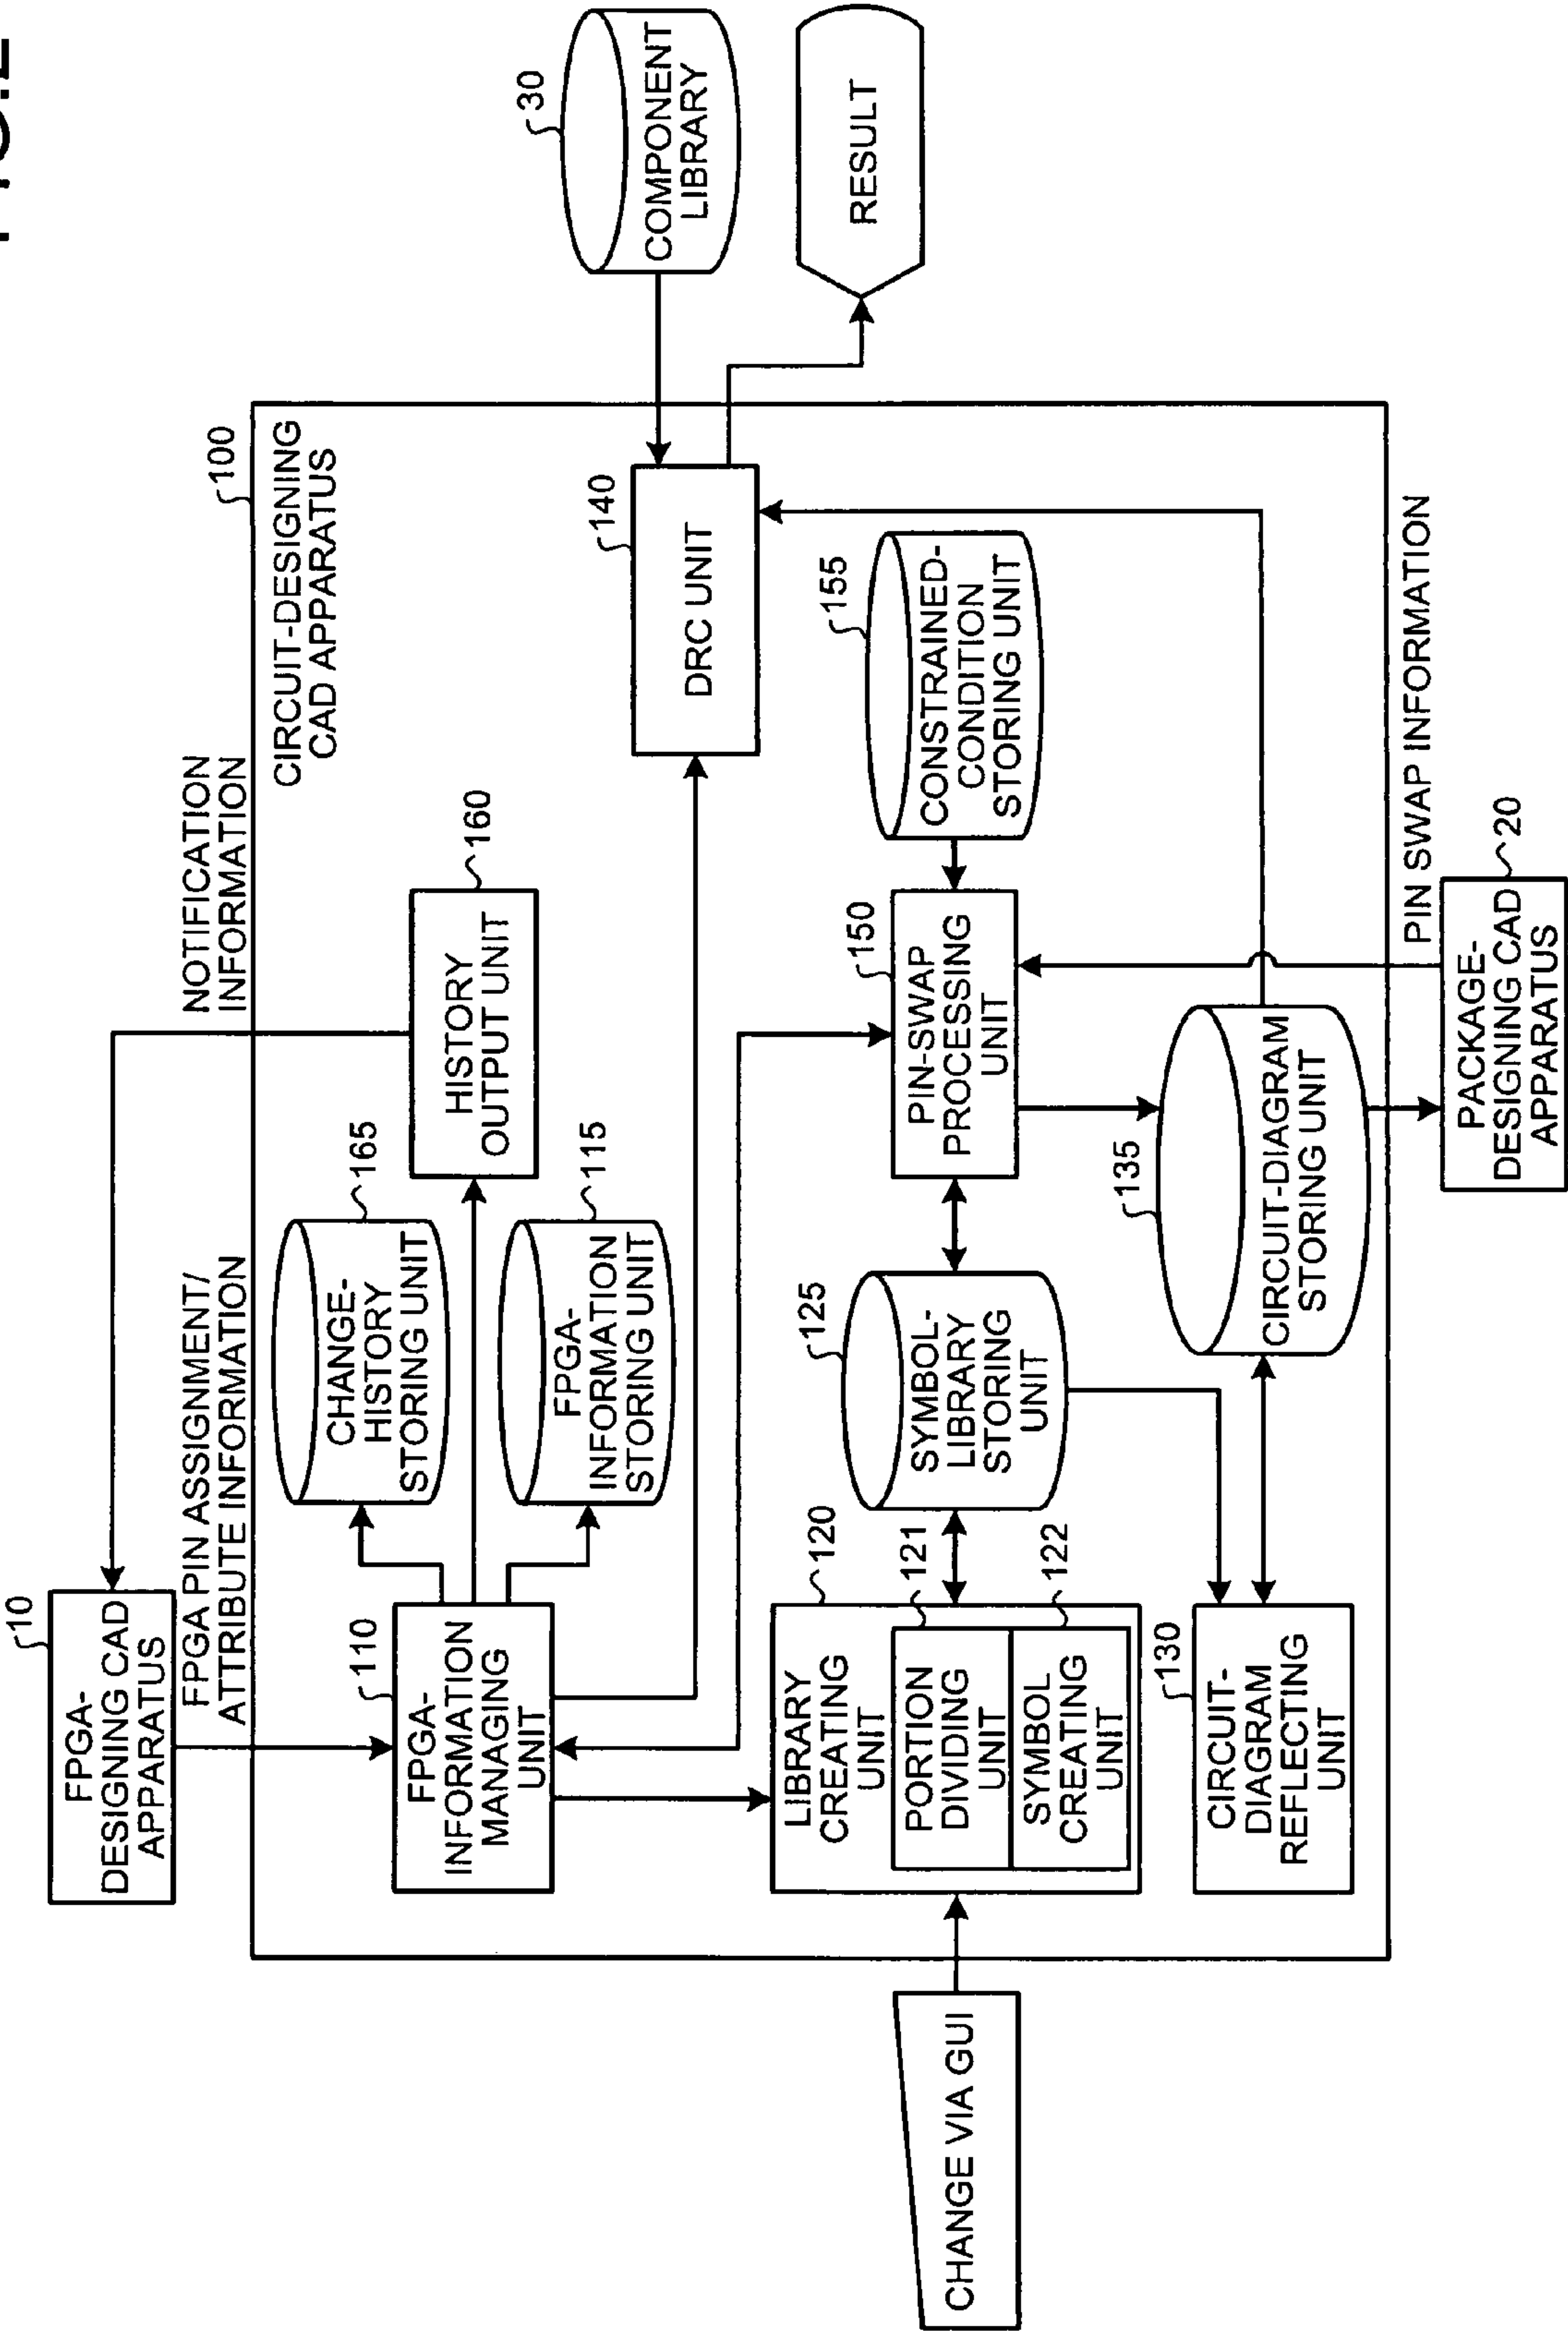 FIG.2
10
FPGA-
DESIGNING CAD
APPARATUS
FPGA PIN ASSIGNMENT/
ATTRIBUTE INFORMATION
NOTIFICATION
INFORMATION
100
CIRCUIT-DESIGNING
CAD APPARATUS
110
FPGA-
INFORMATION
MANAGING
UNIT
165
CHANGE-
HISTORY
STORING UNIT
115
FPGA-
INFORMATION
STORING UNIT
160
HISTORY
OUTPUT UNIT
140
DRC UNIT
30
COMPONENT
LIBRARY
RESULT
CHANGE VIA GUI
120
LIBRARY
CREATING
UNIT
121
PORTION
DIVIDING
UNIT
122
SYMBOL
CREATING
UNIT
125
SYMBOL-
LIBRARY
STORING
UNIT
150
PIN-SWAP
PROCESSING
UNIT
155
CONSTRAINED-
CONDITION
STORING UNIT
130
CIRCUIT-
DIAGRAM
REFLECTING
UNIT
135
CIRCUIT-DIAGRAM
STORING UNIT
PIN SWAP INFORMATION
20
PACKAGE-
DESIGNING CAD
APPARATUS